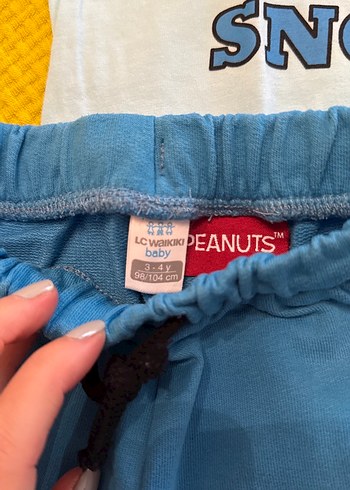 SNO
LC WAIKIKI
baby
3 - 4 y
98/104 cm
PEANUTS™